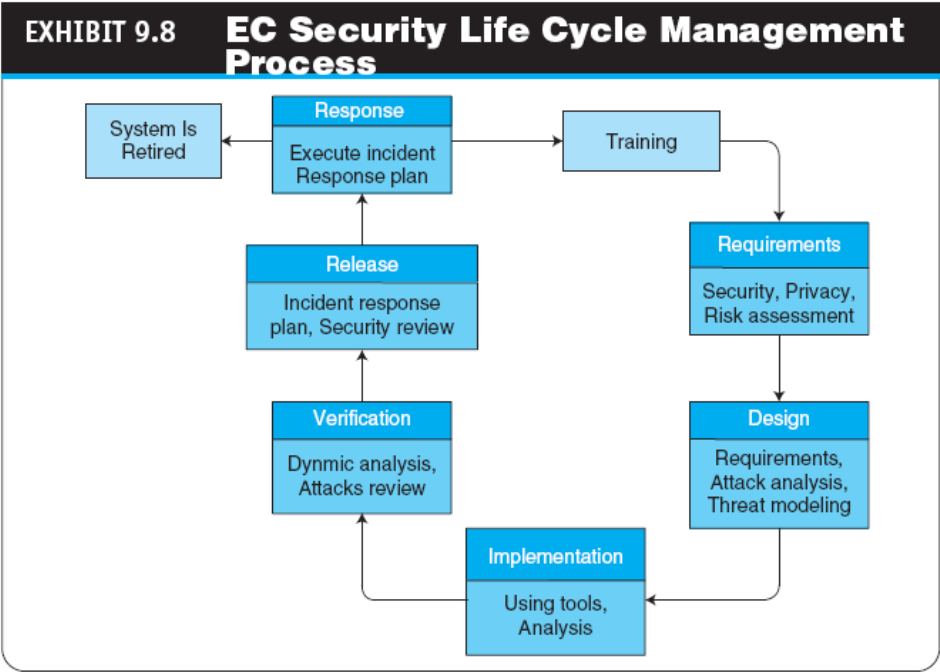 EXHIBIT 9.8 EC Security Life Cycle Management
Process
System Is
Retired
Response
Execute incident
Response plan
Training
Requirements
Security, Privacy,
Risk assessment
Release
Incident response
plan, Security review
Design
Requirements,
Attack analysis,
Threat modeling
Verification
Dynmic analysis,
Attacks review
Implementation
Using tools,
Analysis